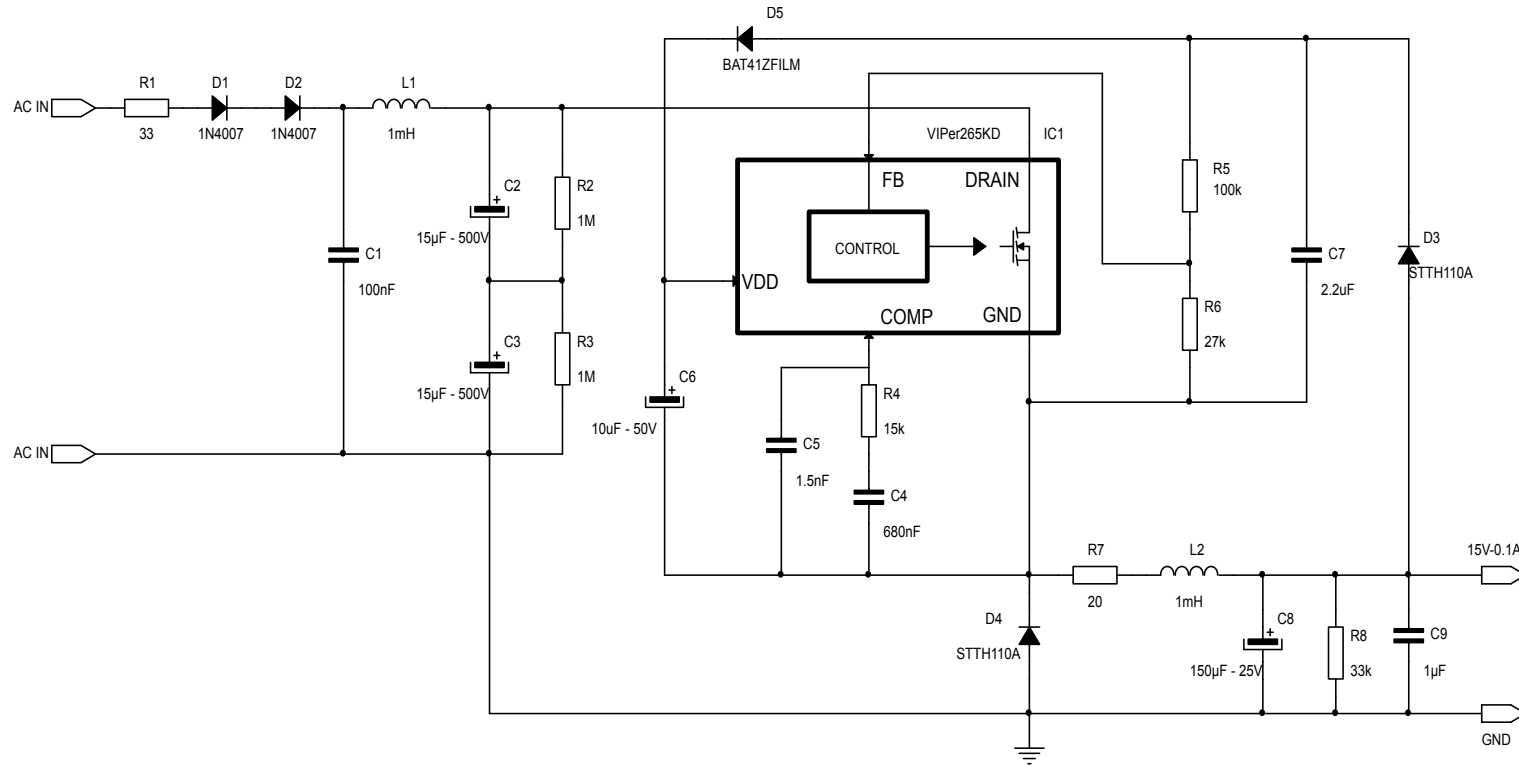 D5
BAT41ZFILM
R1
D1
D2
L1
AC IN
33
1N4007
1N4007
1mH
VIPer265KD
IC1
FB
DRAIN
R5
100k
C2
+
15µF - 500V
R2
1M
CONTROL
D3
STTH110A
C1
100nF
C7
2.2uF
VDD
COMP
GND
R6
27k
C3
+
15µF - 500V
R3
1M
C6
+
10uF - 50V
R4
15k
AC IN
C5
1.5nF
C4
680nF
R7
20
L2
1mH
15V-0.1A
D4
STTH110A
C8
+
150µF - 25V
R8
33k
C9
1µF
GND